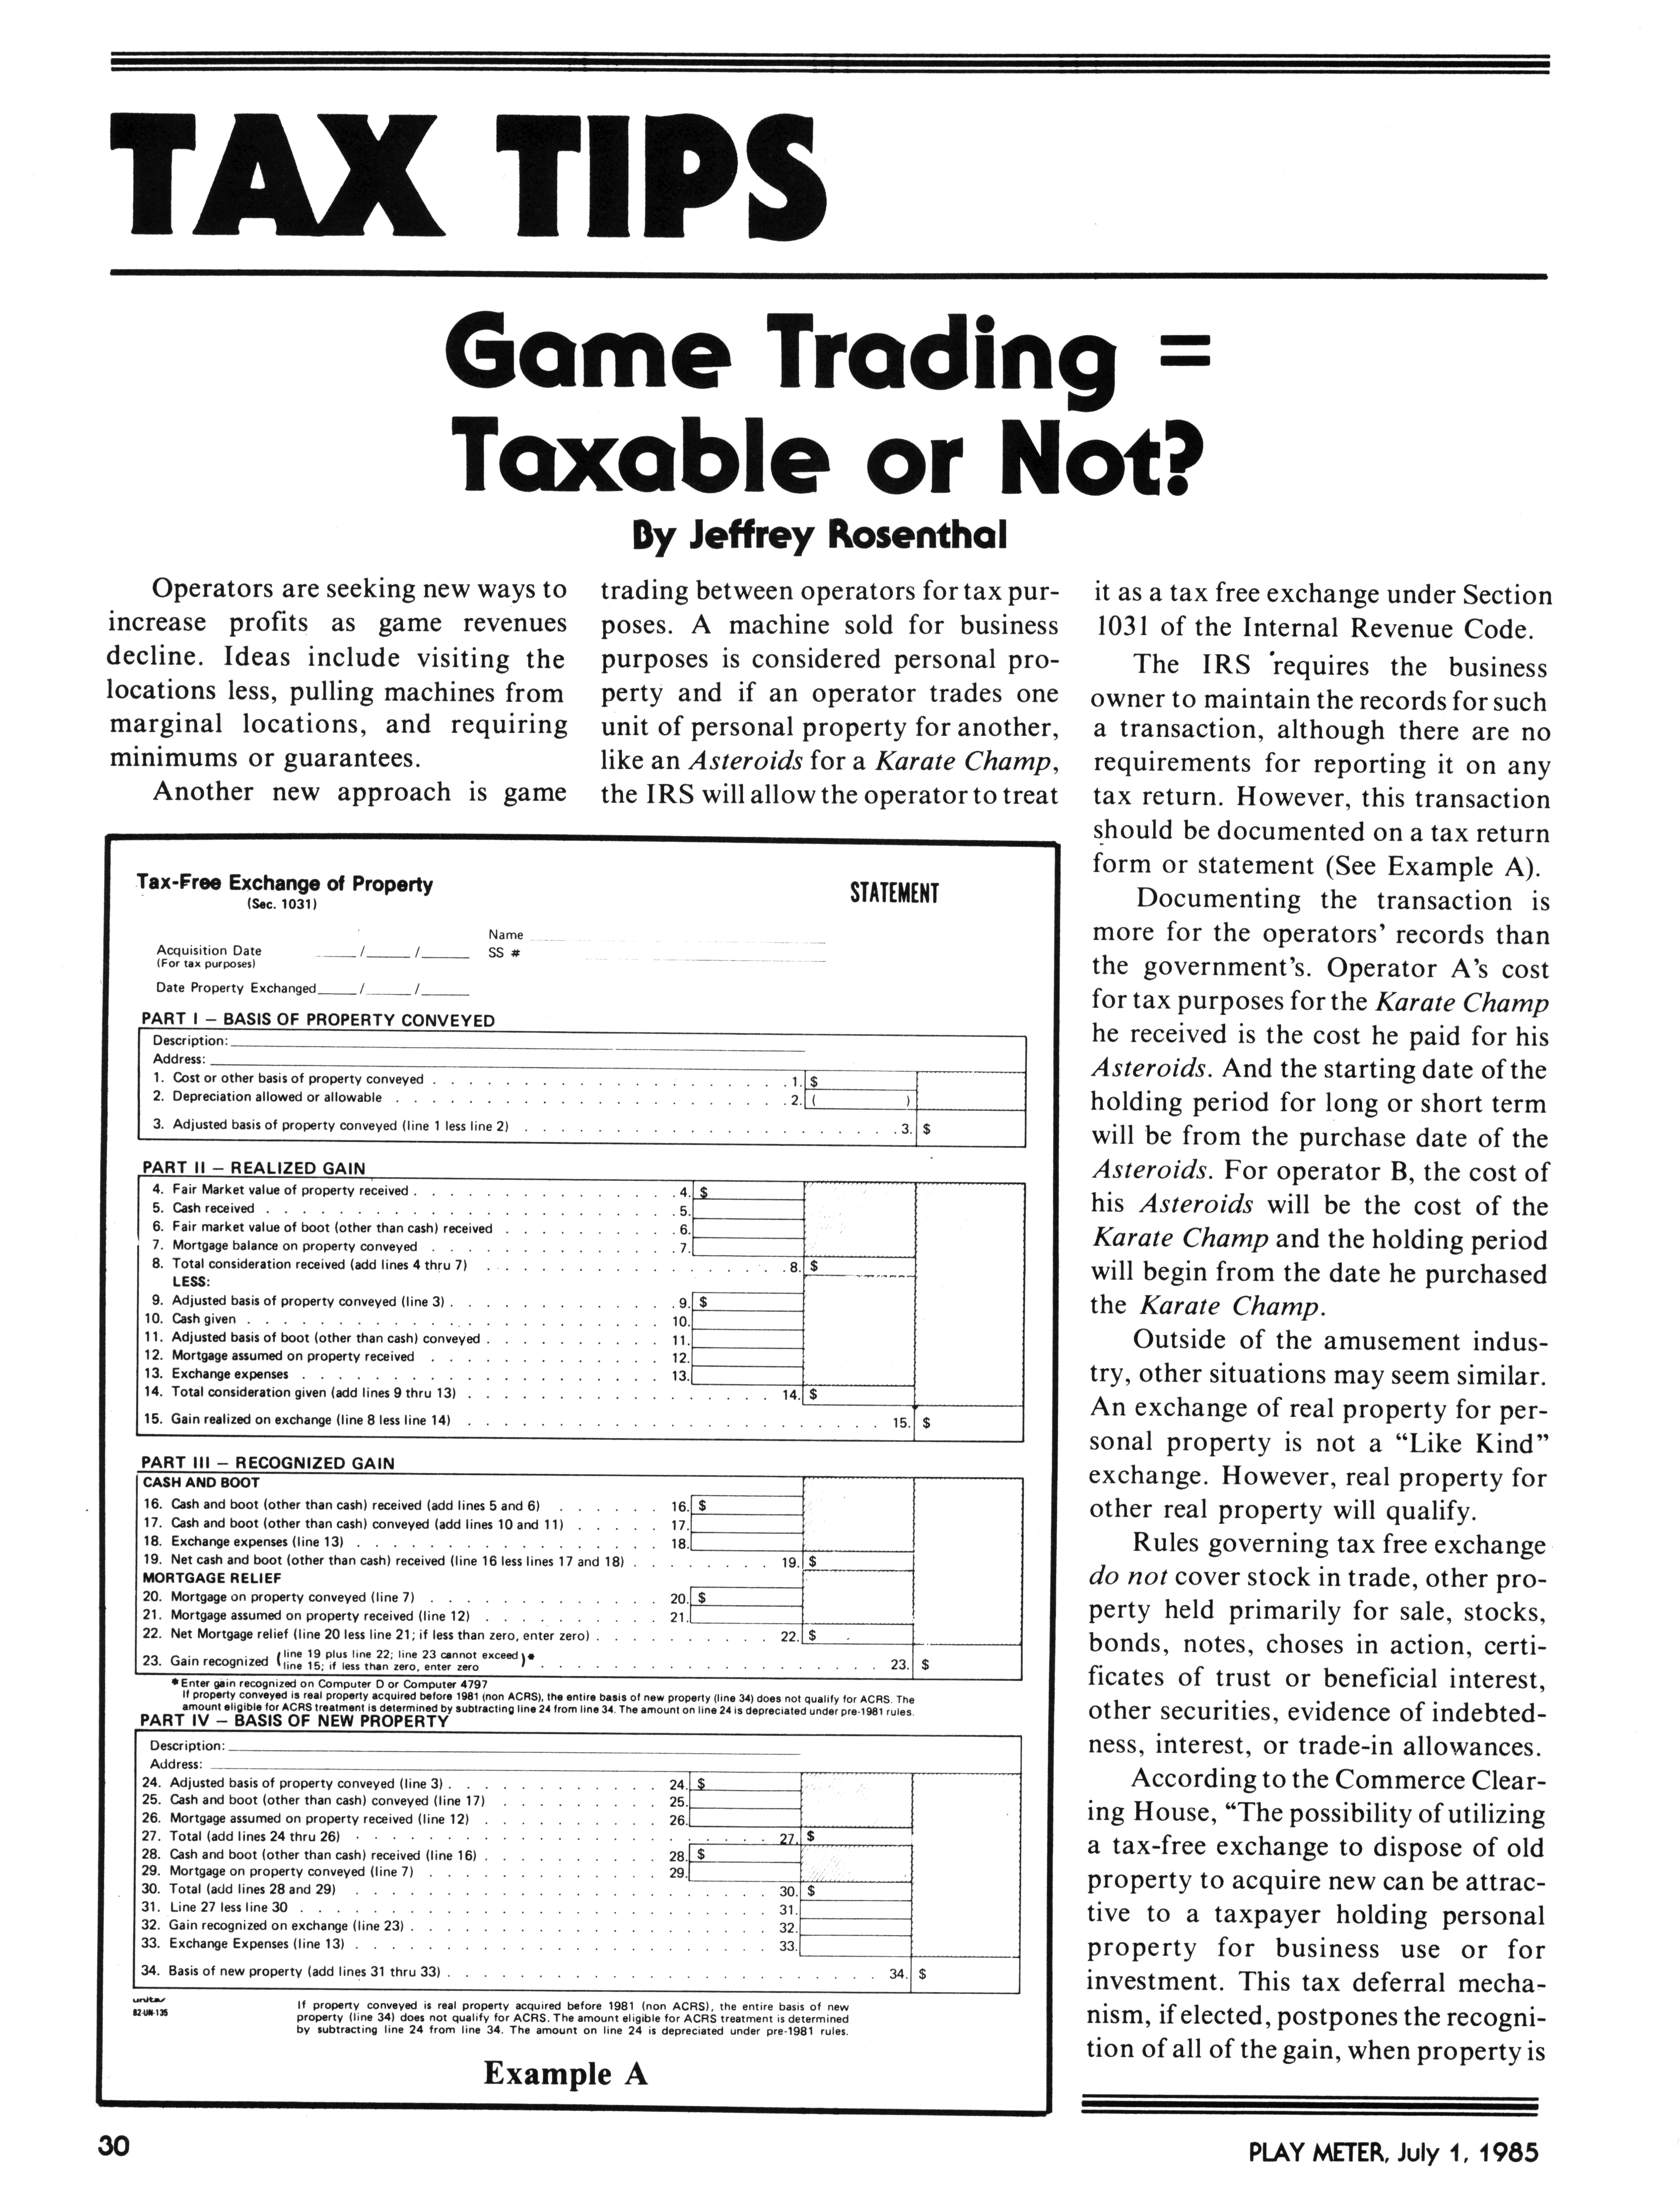 TAX TIPS
Game Trading =
Taxable or Not?
By Jeffrey Rosenthal
Operators are seeking new ways to
increase profits as game revenues
decline. Ideas include visiting the
locations less, pulling machines from
marginal locations, and requiring
minimums or guarantees.
Another new approach is game
trading between operators for tax pur-
poses. A machine sold for business
purposes is considered personal pro-
perty and if an operator trades one
unit of personal property for another,
like an Asteroids for a Karate Champ,
the IRS will allow the operator to treat
it as a tax free exchange under Section
1031 of the Internal Revenue Code.
The IRS requires the business
owner to maintain the records for such
a transaction, although there are no
requirements for reporting it on any
tax return. However, this transaction
should be documented on a tax return
form or statement (See Example A).
Documenting the transaction is
more for the operators' records than
the government's. Operator A's cost
for tax purposes for the Karate Champ
he received is the cost he paid for his
Asteroids. And the starting date of the
holding period for long or short term
will be from the purchase date of the
Asteroids. For operator B, the cost of
his Asteroids will be the cost of the
Karate Champ and the holding period
will begin from the date he purchased
the Karate Champ.
Outside of the amusement indus-
try, other situations may seem similar.
An exchange of real property for per-
sonal property is not a “Like Kind”
exchange. However, real property for
other real property will qualify.
Rules governing tax free exchange
do not cover stock in trade, other pro-
perty held primarily for sale, stocks,
bonds, notes, choses in action, certi-
ficates of trust or beneficial interest,
other securities, evidence of indebted-
ness, interest, or trade-in allowances.
According to the Commerce Clear-
ing House, “The possibility of utilizing
a tax-free exchange to dispose of old
property to acquire new can be attrac-
tive to a taxpayer holding personal
property for business use or for
investment. This tax deferral mecha-
nism, if elected, postpones the recogni-
tion of all of the gain, when property is
Tax-Free Exchange of Property
(Sec. 1031)
STATEMENT
Name
Acquisition Date / / SS #
(For tax purposes)
Date Property Exchanged / /
PART I – BASIS OF PROPERTY CONVEYED
Description:
Address:
1. Cost or other basis of property conveyed 1. $
2. Depreciation allowed or allowable 2. ( )
3. Adjusted basis of property conveyed (line 1 less line 2) 3. $
PART II – REALIZED GAIN
4. Fair Market value of property received 4. $
5. Cash received 5.
6. Fair market value of boot (other than cash) received 6.
7. Mortgage balance on property conveyed 7.
8. Total consideration received (add lines 4 thru 7) 8. $
LESS:
9. Adjusted basis of property conveyed (line 3) 9. $
10. Cash given 10.
11. Adjusted basis of boot (other than cash) conveyed 11.
12. Mortgage assumed on property received 12.
13. Exchange expenses 13.
14. Total consideration given (add lines 9 thru 13) 14. $
15. Gain realized on exchange (line 8 less line 14) 15. $
PART III – RECOGNIZED GAIN
CASH AND BOOT
16. Cash and boot (other than cash) received (add lines 5 and 6) 16. $
17. Cash and boot (other than cash) conveyed (add lines 10 and 11) 17.
18. Exchange expenses (line 13) 18.
19. Net cash and boot (other than cash) received (line 16 less lines 17 and 18) 19. $
MORTGAGE RELIEF
20. Mortgage on property conveyed (line 7) 20. $
21. Mortgage assumed on property received (line 12) 21.
22. Net Mortgage relief (line 20 less line 21; if less than zero, enter zero) 22. $
23. Gain recognized (line 19 plus line 22; line 23 cannot exceed
line 15; if less than zero, enter zero)* 23. $
* Enter gain recognized on Computer D or Computer 4797
If property conveyed is real property acquired before 1981 (non ACRS), the entire basis of new property (line 34) does not qualify for ACRS. The
amount eligible for ACRS treatment is determined by subtracting line 24 from line 34. The amount on line 24 is depreciated under pre-1981 rules.
PART IV – BASIS OF NEW PROPERTY
Description:
Address:
24. Adjusted basis of property conveyed (line 3) 24. $
25. Cash and boot (other than cash) conveyed (line 17) 25.
26. Mortgage assumed on property received (line 12) 26.
27. Total (add lines 24 thru 26) 27. $
28. Cash and boot (other than cash) received (line 16) 28. $
29. Mortgage on property conveyed (line 7) 29.
30. Total (add lines 28 and 29) 30. $
31. Line 27 less line 30 31.
32. Gain recognized on exchange (line 23) 32.
33. Exchange Expenses (line 13) 33.
34. Basis of new property (add lines 31 thru 33) 34. $
82-UN-135
If property conveyed is real property acquired before 1981 (non ACRS), the entire basis of new
property (line 34) does not qualify for ACRS. The amount eligible for ACRS treatment is determined
by subtracting line 24 from line 34. The amount on line 24 is depreciated under pre-1981 rules.
Example A
30
PLAY METER, July 1, 1985